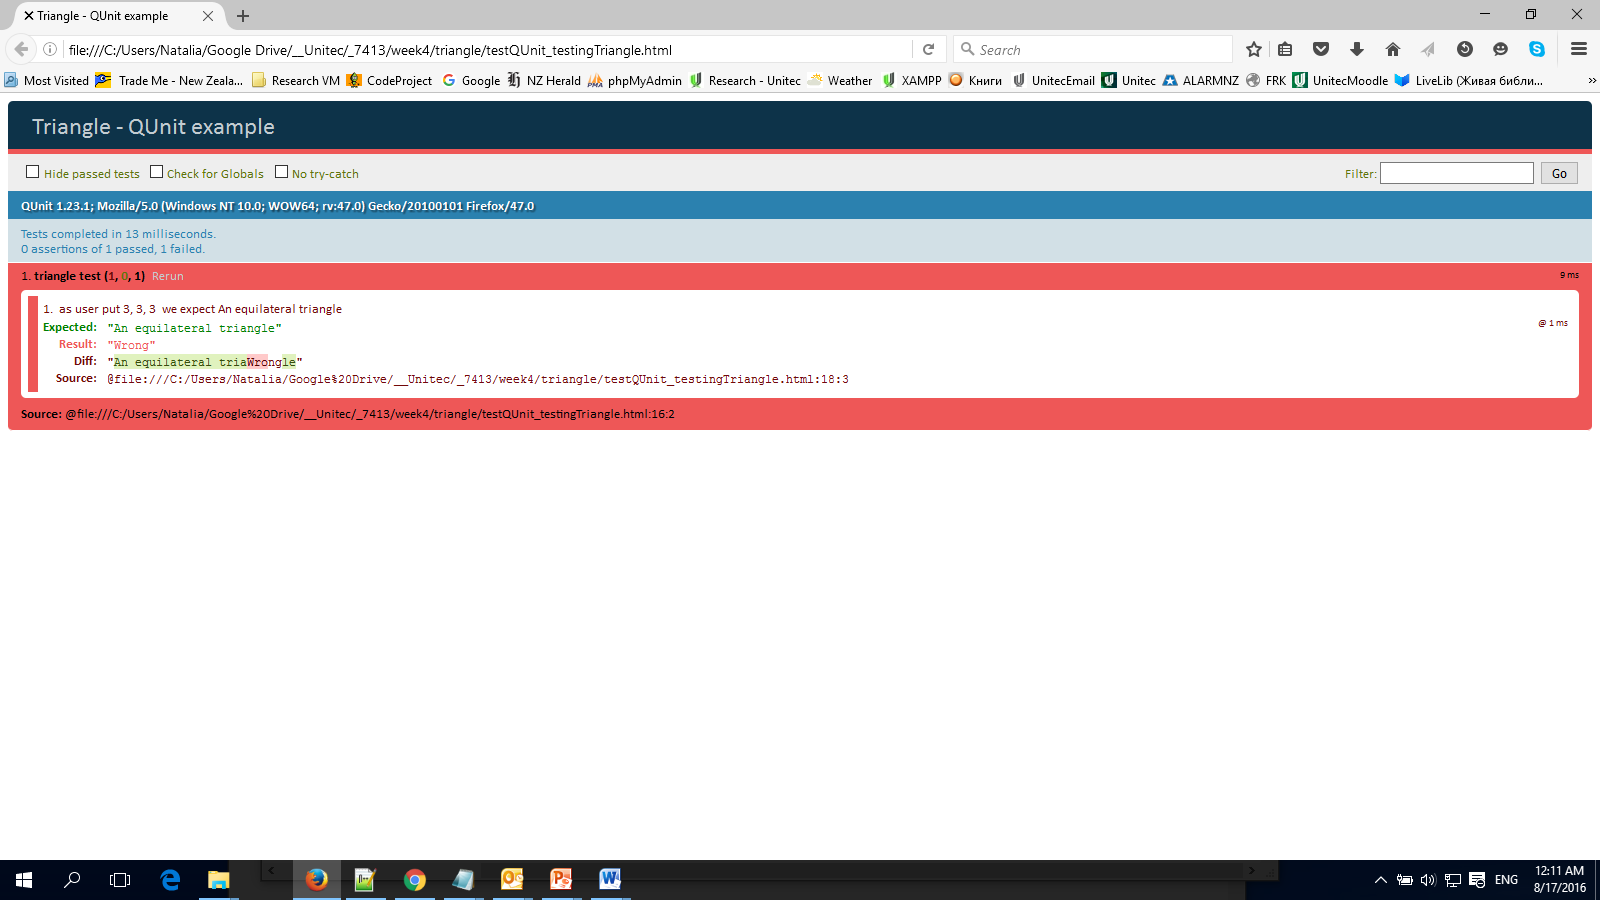 Triangle - QUnit example
file:///C:/Users/Natalia/Google Drive/__Unitec/_7413/week4/triangle/testQUnit_testingTriangle.html
Search
Most Visited Trade Me - New Zeala... Research VM CodeProject Google NZ Herald phpMyAdmin Research - Unitec Weather XAMPP Книги UnitecEmail Unitec ALARMNZ FRK UnitecMoodle LiveLib (Живая библи... »
Triangle - QUnit example
Hide passed tests Check for Globals No try-catch Filter: Go
QUnit 1.23.1; Mozilla/5.0 (Windows NT 10.0; WOW64; rv:47.0) Gecko/20100101 Firefox/47.0
Tests completed in 13 milliseconds.
0 assertions of 1 passed, 1 failed.
1. triangle test (1, 0, 1) Rerun 9 ms
1. as user put 3, 3, 3 we expect An equilateral triangle
@ 1 ms
Expected: "An equilateral triangle"
Result: "Wrong"
Diff: "An equilateral triaWrongle"
Source: @file:///C:/Users/Natalia/Google%20Drive/__Unitec/_7413/week4/triangle/testQUnit_testingTriangle.html:18:3
Source: @file:///C:/Users/Natalia/Google%20Drive/__Unitec/_7413/week4/triangle/testQUnit_testingTriangle.html:16:2
ENG
12:11 AM
8/17/2016